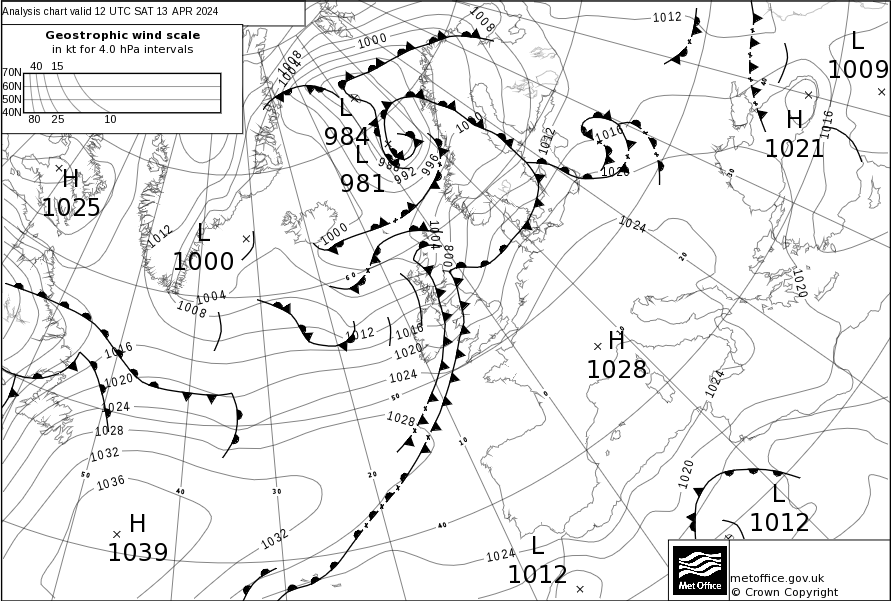 Analysis chart valid 12 UTC SAT 13 APR 2024
Geostrophic wind scale
in kt for 4.0 hPa intervals
40 15
70N
60N
50N
40N
80 25 10
1008
1012
L
1009
1000
1008
1004
L
984
L
981
988
992
996
1000
1012
1016
1020
H
1021
1016
H
1025
1012
L
1000
1000
1004
1008
1024
20
30
40
1020
60
1004
1008
1012
1016
1020
1024
1028
50
10
0
10
H
1028
1024
1016
1020
1024
1028
1032
1036
50
40
30
20
40
H
1039
1032
1024
L
1012
1020
L
1012
Met Office
metoffice.gov.uk
© Crown Copyright